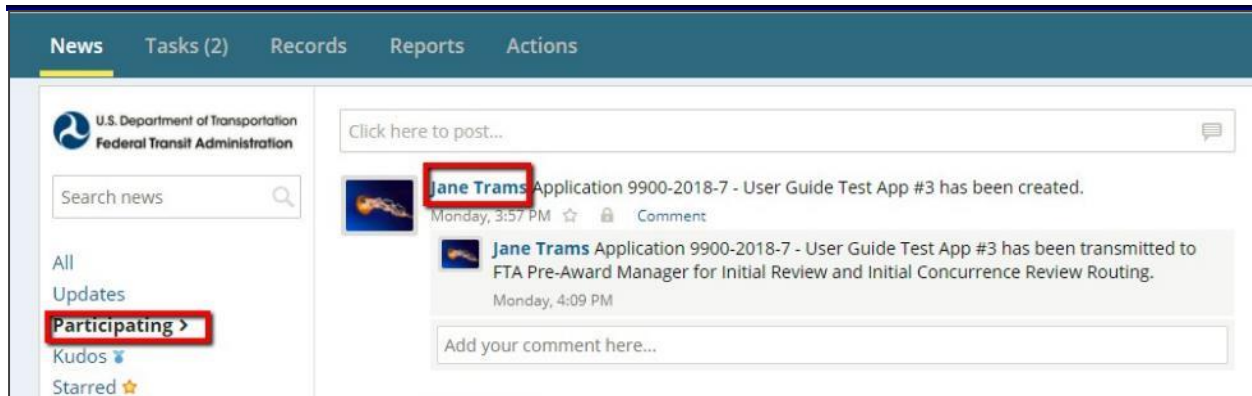 News Tasks (2) Records Reports Actions
U.S. Department of Transportation
Federal Transit Administration
Search news
All
Updates
Participating >
Kudos
Starred
Click here to post...
Jane Trams Application 9900-2018-7 - User Guide Test App #3 has been created.
Monday, 3:57 PM Comment
Jane Trams Application 9900-2018-7 - User Guide Test App #3 has been transmitted to
FTA Pre-Award Manager for Initial Review and Initial Concurrence Review Routing.
Monday, 4:09 PM
Add your comment here...